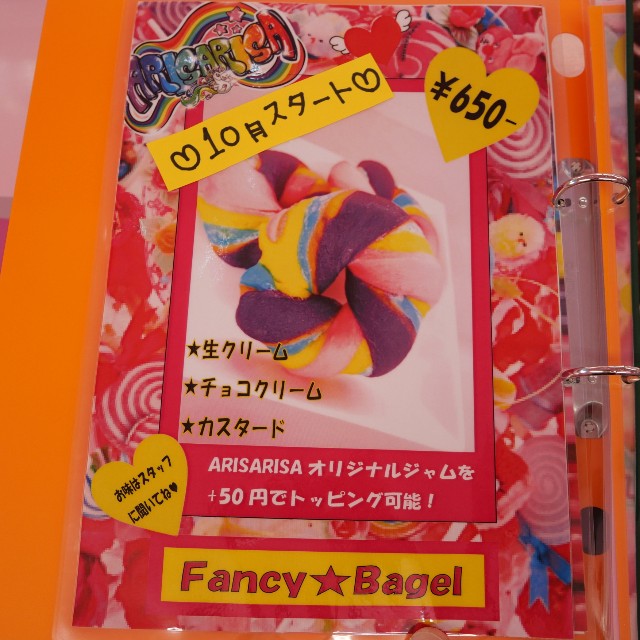 ARISARISA
♡10月スタート♡
¥650-
★生クリーム
★チョコクリーム
★カスタード
ARISARISA オリジナルジャムを
+50円でトッピング可能！
お味はスタッフ
に聞いてね♥
Fancy★Bagel